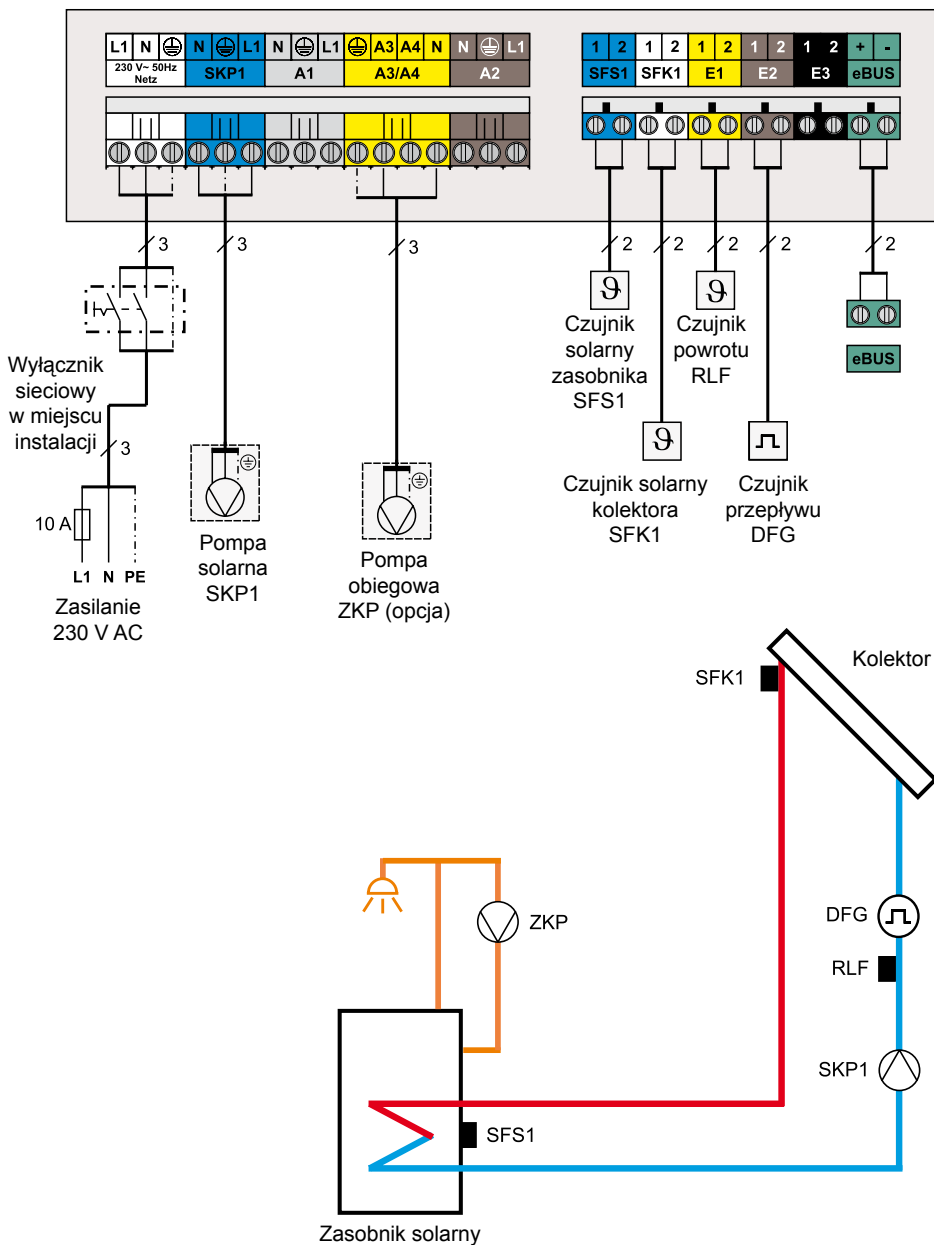 L1 N N L1 N L1 A3 A4 N N L1
230 V~ 50Hz
Netz
SKP1 A1 A3/A4 A2
1 2 1 2 1 2 1 2 1 2 + -
SFS1 SFK1 E1 E2 E3 eBUS
3 3 3 2 2 2 2 2
Wyłącznik
sieciowy
w miejscu
instalacji
3
10 A
L1 N PE
Zasilanie
230 V AC
Pompa
solarna
SKP1
Pompa
obiegowa
ZKP (opcja)
ϑ
Czujnik
solarny
zasobnika
SFS1
ϑ
Czujnik
powrotu
RLF
eBUS
ϑ
Czujnik solarny
kolektora
SFK1
Czujnik
przepływu
DFG
SFK1
Kolektor
ZKP
DFG
RLF
SKP1
SFS1
Zasobnik solarny